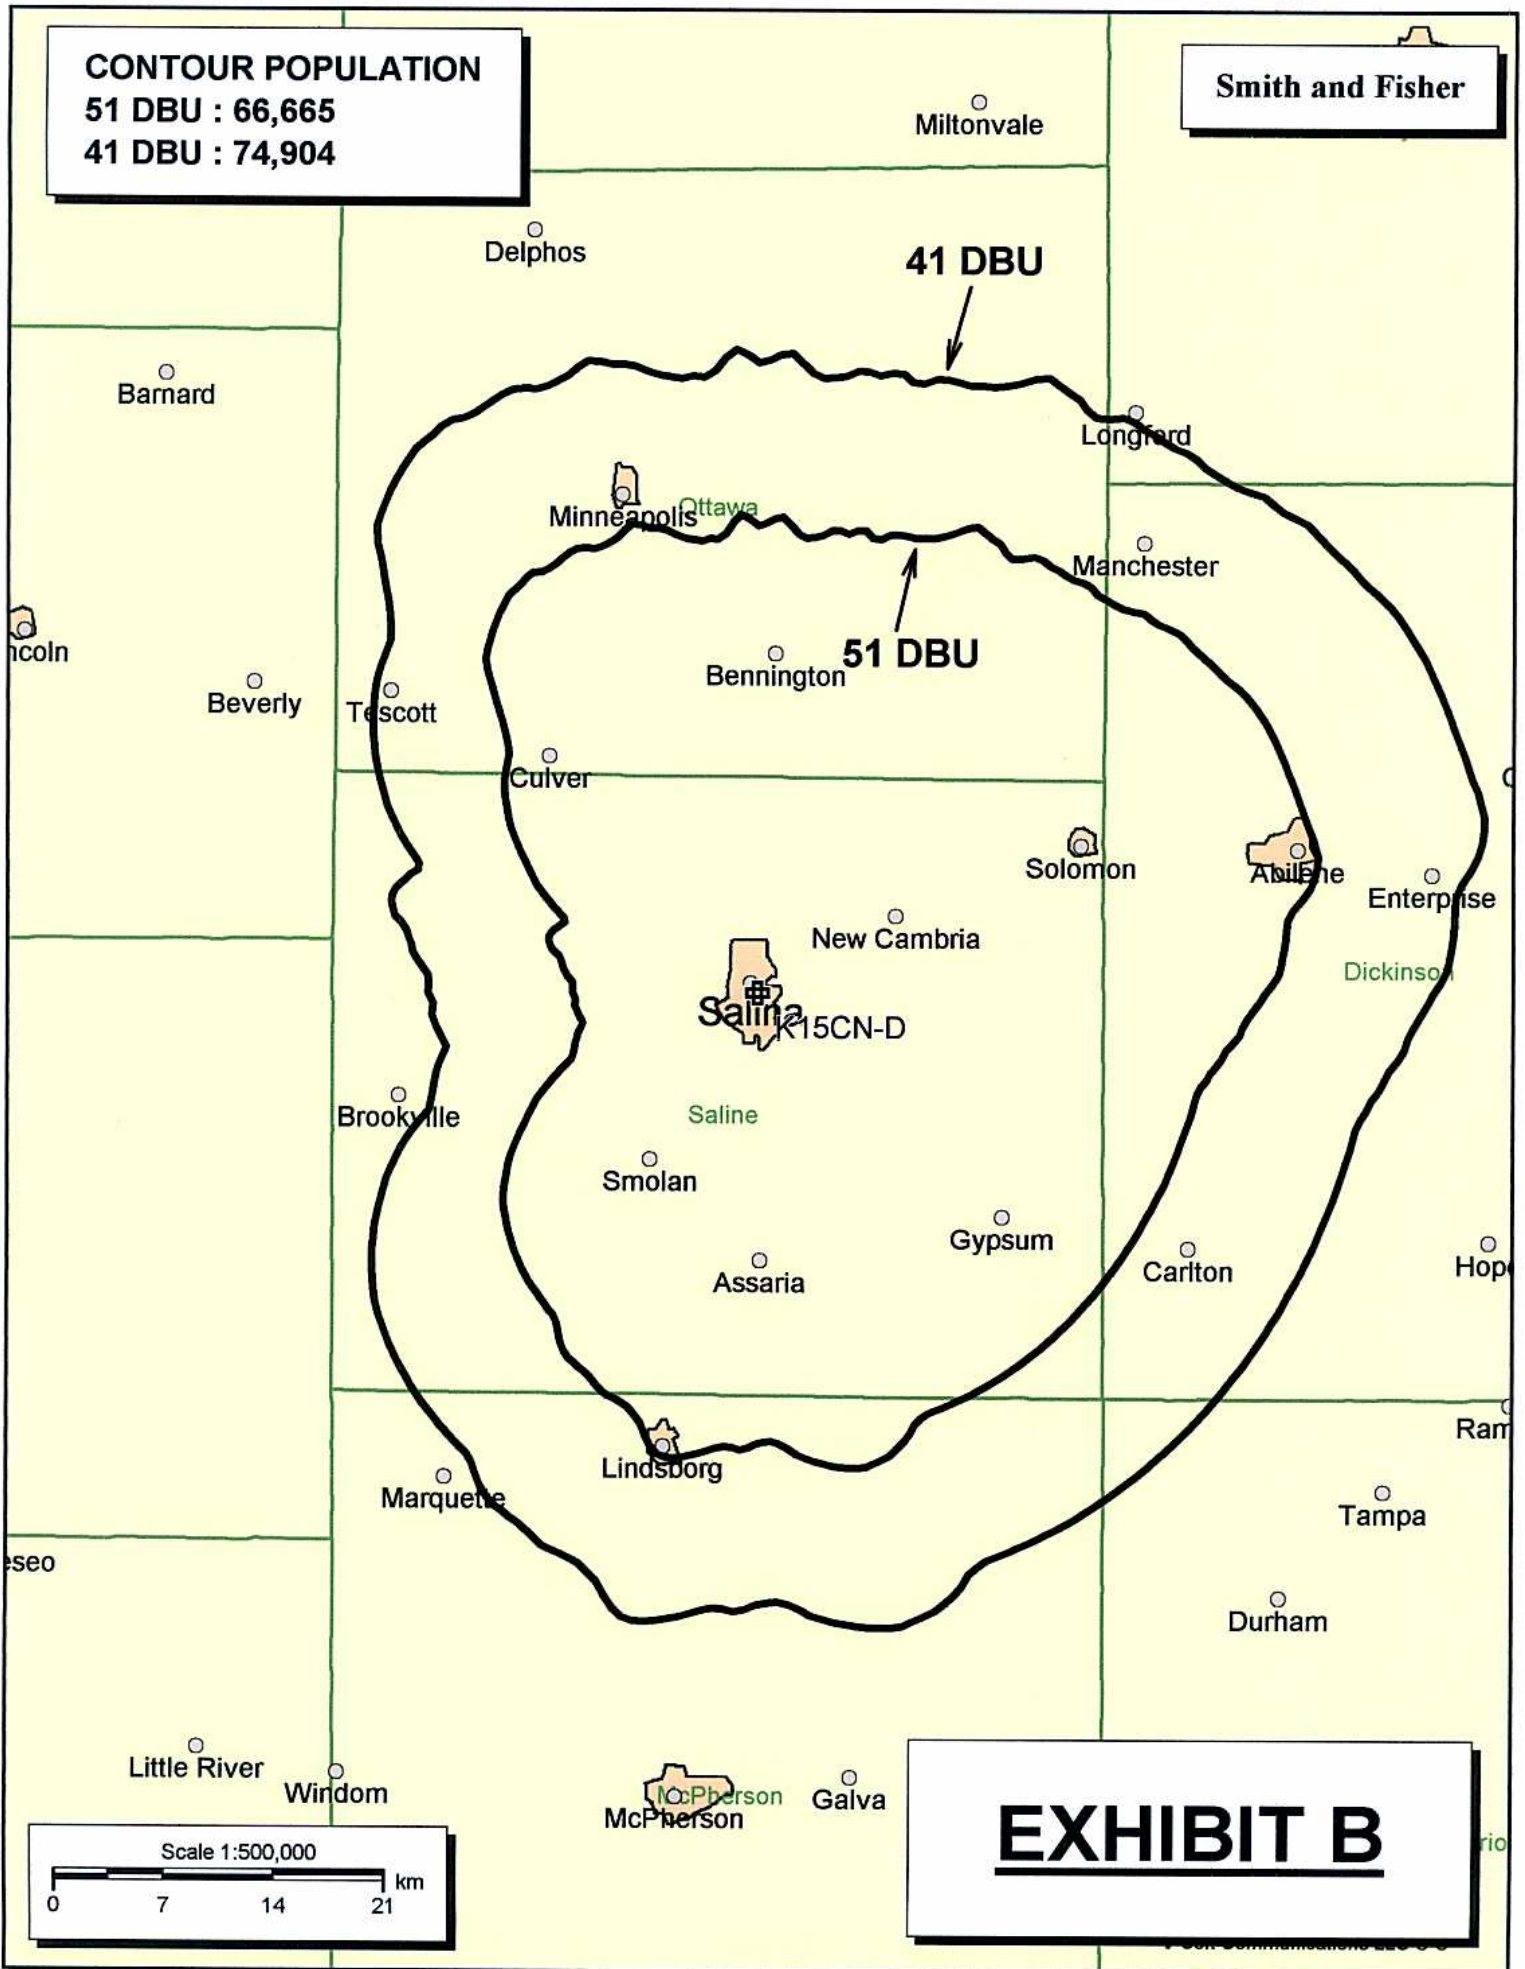 CONTOUR POPULATION
51 DBU : 66,665
41 DBU : 74,904
Smith and Fisher
Miltonvale
Delphos
41 DBU
Barnard
Longford
Minneapolis
Ottawa
Manchester
ncoln
51 DBU
Bennington
Beverly
Tescott
Culver
Solomon
Abilene
Enterprise
New Cambria
Dickinson
Salina
K15CN-D
Brookville
Saline
Smolan
Gypsum
Carlton
Hope
Assaria
Ram
Lindsborg
Marquette
Tampa
eseo
Durham
Little River
Windom
McPherson
McPherson
Galva
EXHIBIT B
rio
Scale 1:500,000
km
0 7 14 21